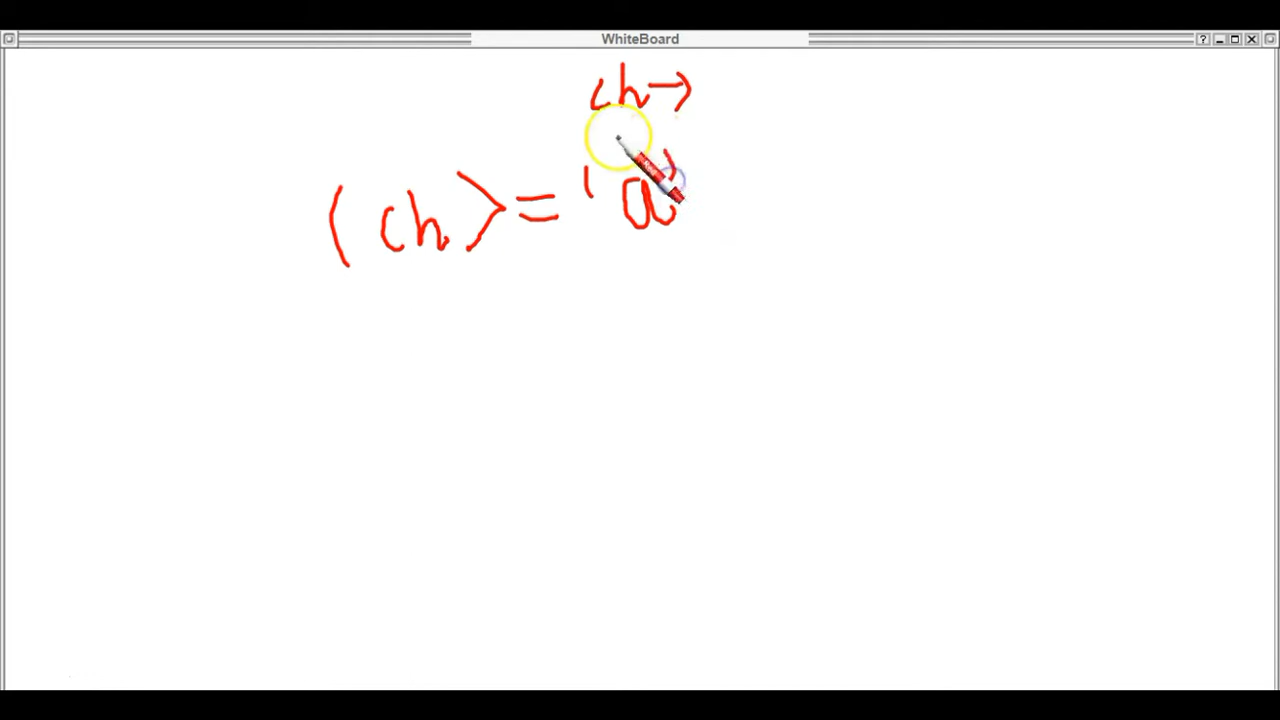 WhiteBoard
ch →
(ch) = 'a'